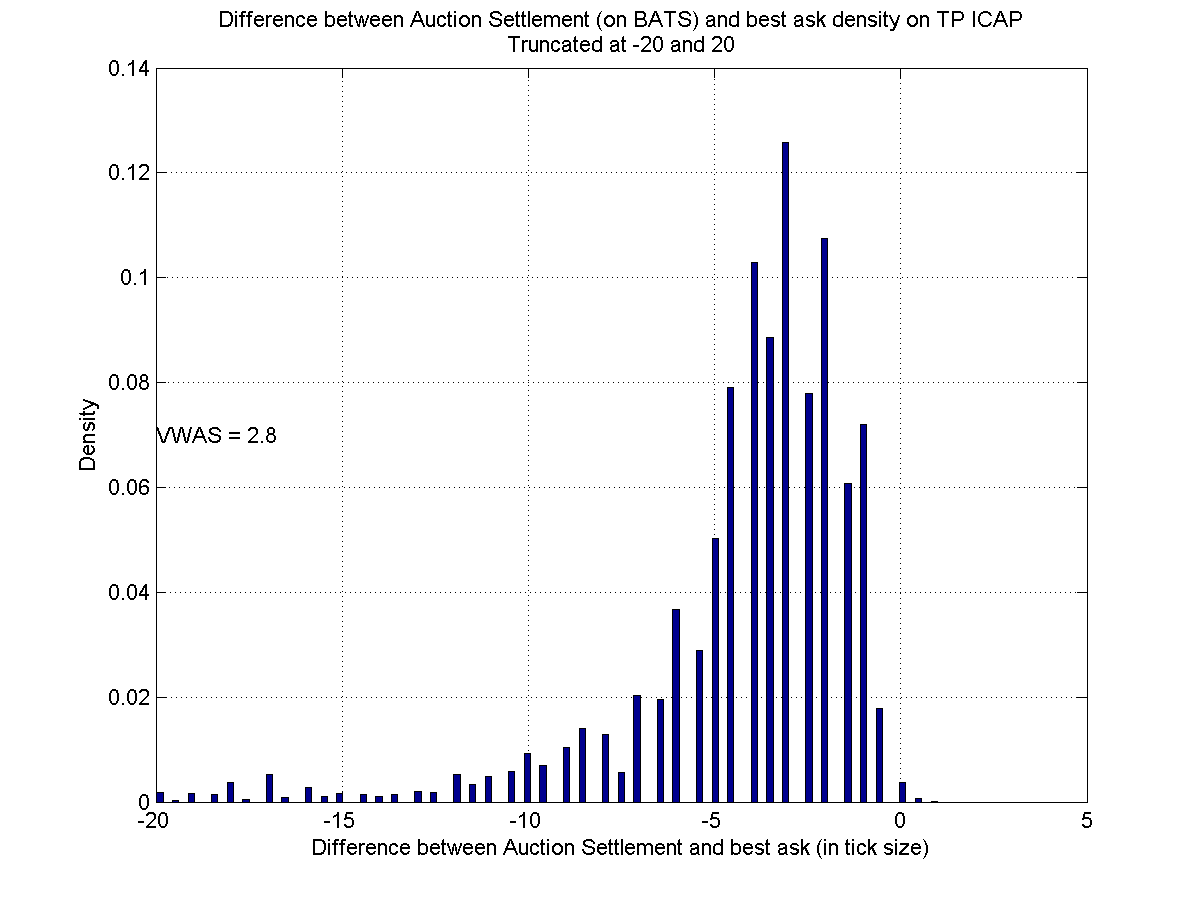 Difference between Auction Settlement (on BATS) and best ask density on TP ICAP
Truncated at -20 and 20
0.14
0.12
0.1
0.08
0.06
0.04
0.02
0
Density
VWAS = 2.8
-20
-15
-10
-5
0
5
Difference between Auction Settlement and best ask (in tick size)